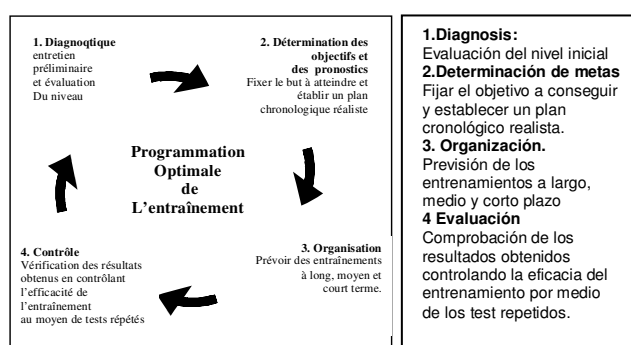 1. Diagnoqtique
entretien
préliminaire
et évaluation
Du niveau
2. Détermination des
objectifs et
des pronostics
Fixer le but à atteindre et
établir un plan
chronologique réaliste
Programmation
Optimale
de
L'entraînement
3. Organisation
Prévoir des entraînements
à long, moyen et
court terme.
4. Contrôle
Vérification des résultats
obtenus en contrôlant
l'efficacité de
l'entraînement
au moyen de tests répétés
1.Diagnosis:
Evaluación del nivel inicial
2.Determinación de metas
Fijar el objetivo a conseguir
y establecer un plan
cronológico realista.
3. Organización.
Previsión de los
entrenamientos a largo,
medio y corto plazo
4 Evaluación
Comprobación de los
resultados obtenidos
controlando la eficacia del
entrenamiento por medio
de los test repetidos.